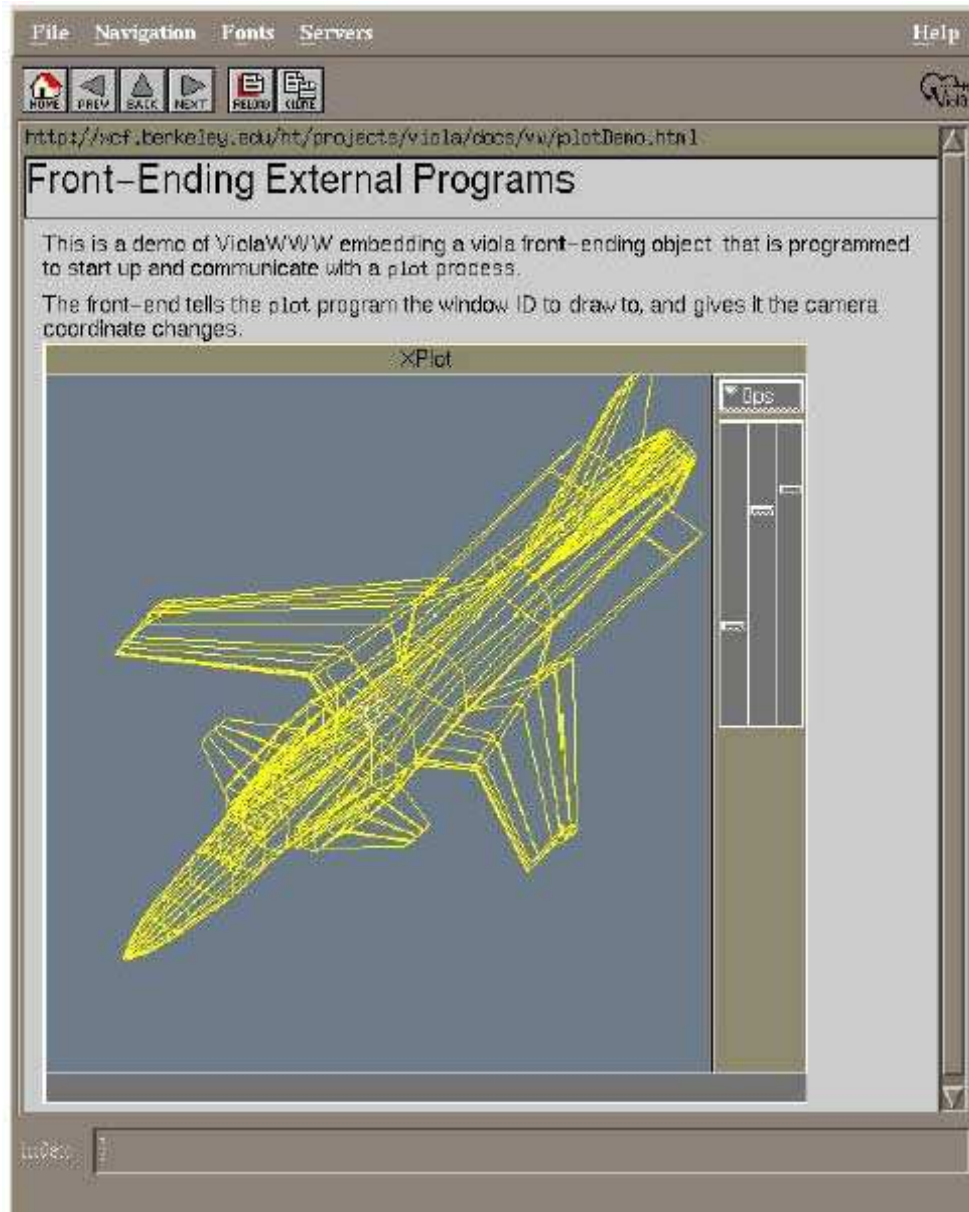 File Navigation Fonts Servers Help
HOME PREV BACK NEXT RELOAD CLONE Viola
http://xcf.berkeley.edu/ht/projects/viola/docs/vw/plotDemo.html
Front-Ending External Programs
This is a demo of ViolaWWW embedding a viola front-ending object that is programmed
to start up and communicate with a plot process.
The front-end tells the plot program the window ID to draw to, and gives it the camera
coordinate changes.
XPlot
Ops
index: